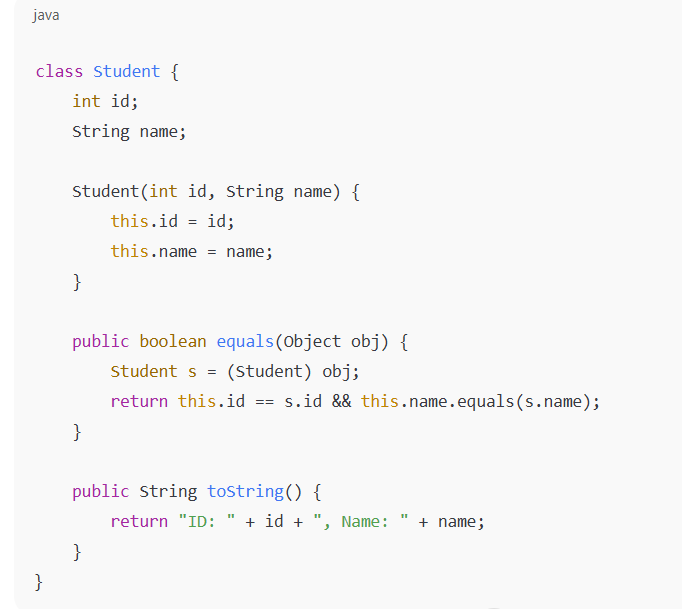 java
class Student {
    int id;
    String name;
    Student(int id, String name) {
        this.id = id;
        this.name = name;
    }
    public boolean equals(Object obj) {
        Student s = (Student) obj;
        return this.id == s.id && this.name.equals(s.name);
    }
    public String toString() {
        return "ID: " + id + ", Name: " + name;
    }
}